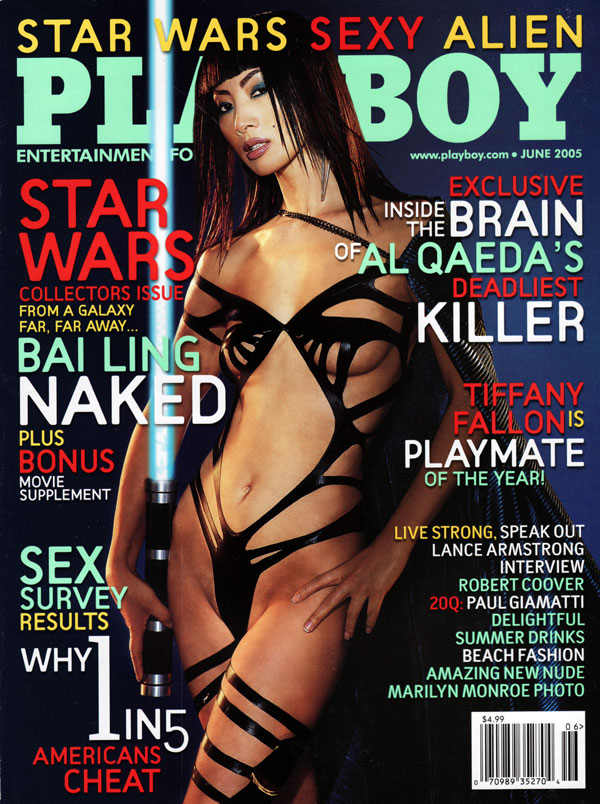 STAR WARS SEXY ALIEN
PL BOY
ENTERTAINMEN FO
www.playboy.com • JUNE 2005
STAR
WARS
COLLECTORS ISSUE
FROM A GALAXY
FAR, FAR AWAY...
BAI LING
NAKED
PLUS
BONUS
MOVIE
SUPPLEMENT
SEX
SURVEY
RESULTS
WHY
1 IN 5
AMERICANS
CHEAT
EXCLUSIVE
INSIDE THE BRAIN
OF AL QAEDA'S
DEADLIEST
KILLER
TIFFANY
FALLON IS
PLAYMATE
OF THE YEAR!
LIVE STRONG, SPEAK OUT
LANCE ARMSTRONG
INTERVIEW
ROBERT COOVER
20Q: PAUL GIAMATTI
DELIGHTFUL
SUMMER DRINKS
BEACH FASHION
AMAZING NEW NUDE
MARILYN MONROE PHOTO
$4.99
06>
0 70989 35270 4